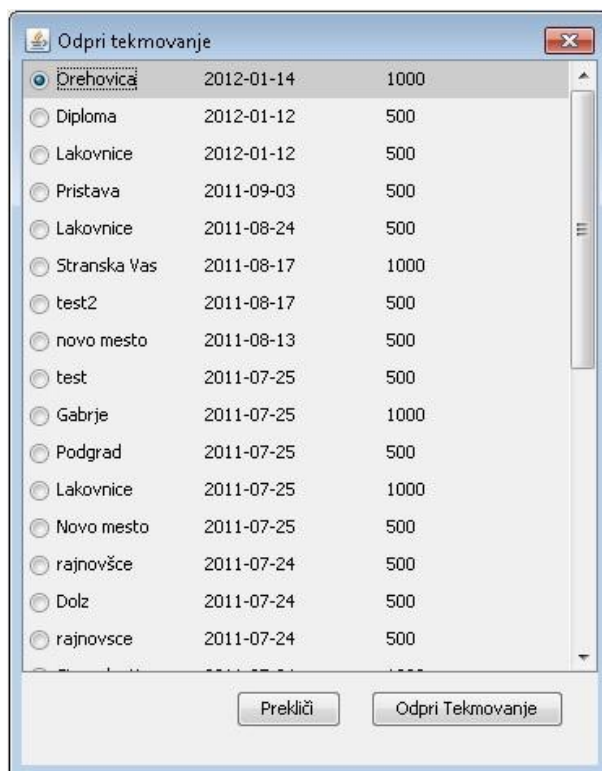 Odpri tekmovanje
Orehovica 2012-01-14 1000
Diploma 2012-01-12 500
Lakovnice 2012-01-12 500
Pristava 2011-09-03 500
Lakovnice 2011-08-24 500
Stranska Vas 2011-08-17 1000
test2 2011-08-17 500
novo mesto 2011-08-13 500
test 2011-07-25 500
Gabrje 2011-07-25 1000
Podgrad 2011-07-25 500
Lakovnice 2011-07-25 1000
Novo mesto 2011-07-25 500
rajnovšce 2011-07-24 500
Dolz 2011-07-24 500
rajnovsce 2011-07-24 500
Prekliči Odpri Tekmovanje